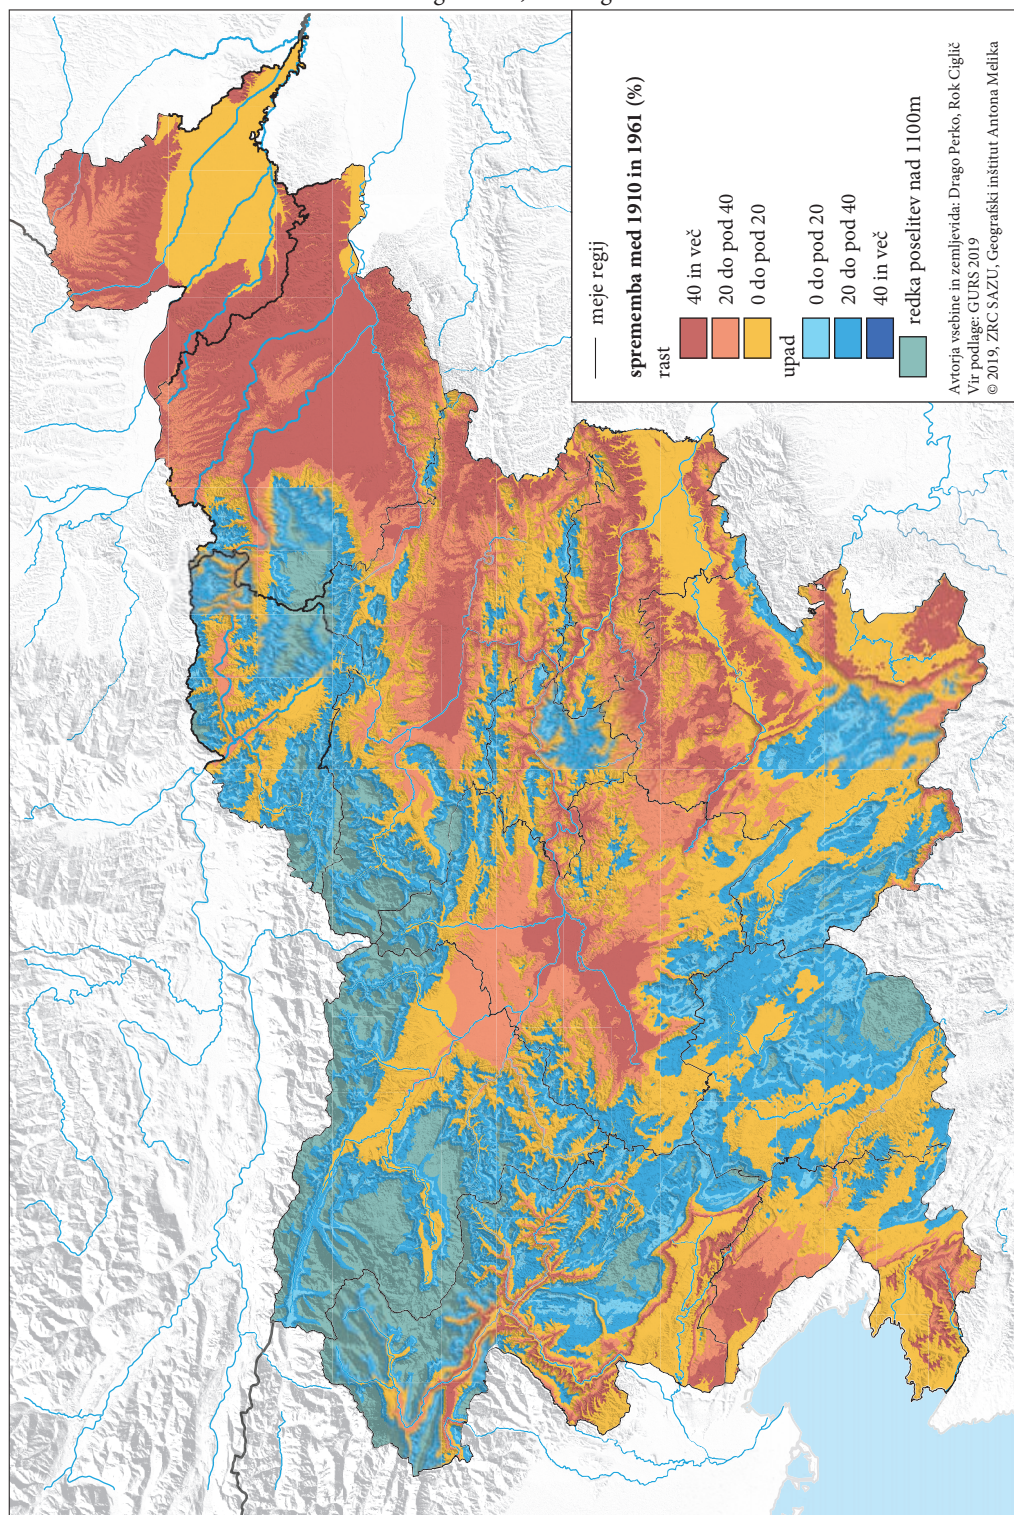 meje regij
sprememba med 1910 in 1961 (%)
rast
40 in več
20 do pod 40
0 do pod 20
upad
0 do pod 20
20 do pod 40
40 in več
redka poselitev nad 1100m
Avtorja vsebine in zemljevida: Drago Perko, Rok Ciglič
Vir podlage: GURS 2019
© 2019, ZRC SAZU, Geografski inštitut Antona Melika